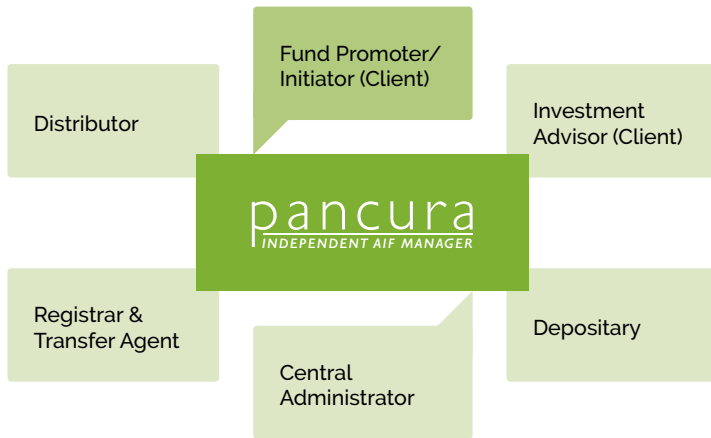 Fund Promoter/
Initiator (Client)
Distributor
Investment
Advisor (Client)
pancura
INDEPENDENT AIF MANAGER
Registrar &
Transfer Agent
Depositary
Central
Administrator